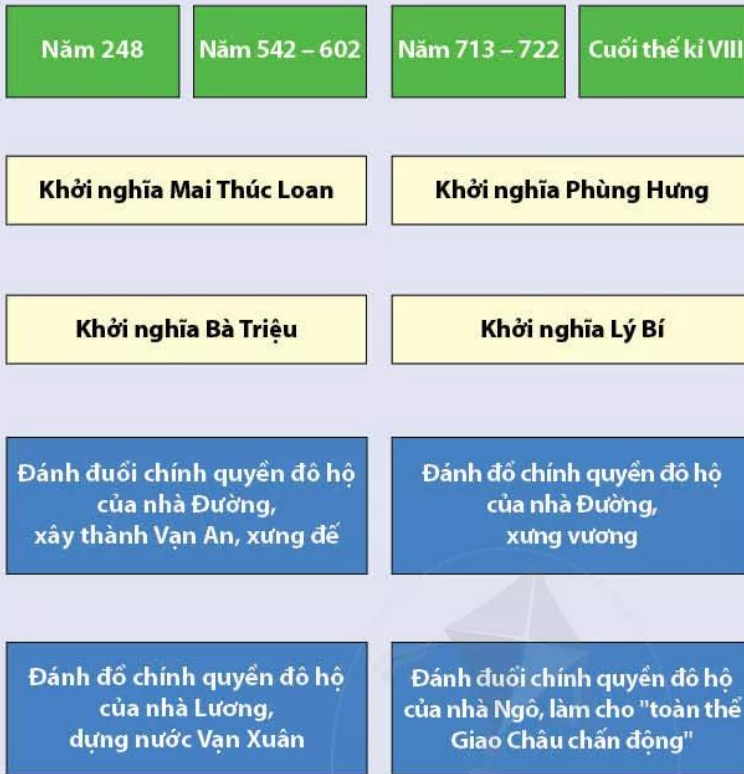 Năm 248
Năm 542 – 602
Năm 713 – 722
Cuối thế kỉ VIII
Khởi nghĩa Mai Thúc Loan
Khởi nghĩa Phùng Hưng
Khởi nghĩa Bà Triệu
Khởi nghĩa Lý Bí
Đánh đuổi chính quyền đô hộ
của nhà Đường,
xây thành Vạn An, xưng đế
Đánh đổ chính quyền đô hộ
của nhà Đường,
xưng vương
Đánh đổ chính quyền đô hộ
của nhà Lương,
dựng nước Vạn Xuân
Đánh đuổi chính quyền đô hộ
của nhà Ngô, làm cho "toàn thể
Giao Châu chấn động"